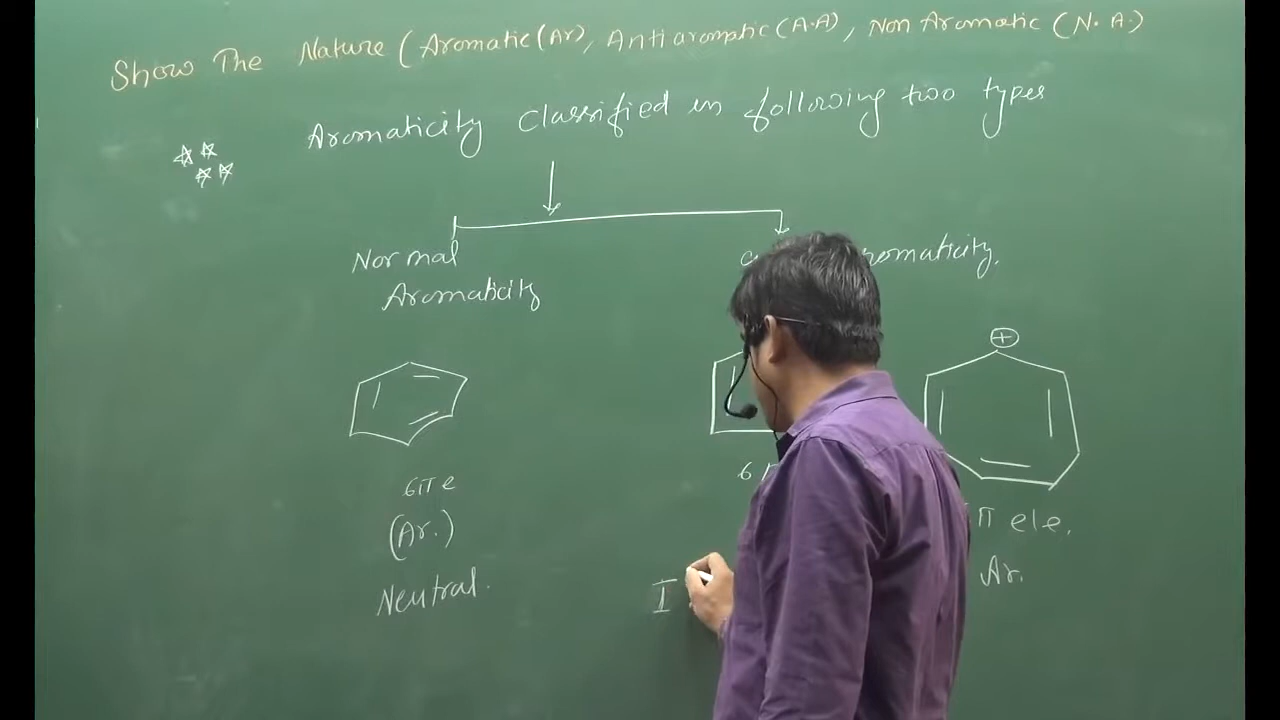 Show The Nature (Aromatic(Ar), Antiaromatic(A.A), Non Aromatic (N.A.)
Aromaticity Classified in following two types
Normal
Aromaticity
romaticity.
+
6π e
(Ar.)
Neutral.
6
π ele.
Ar.
I